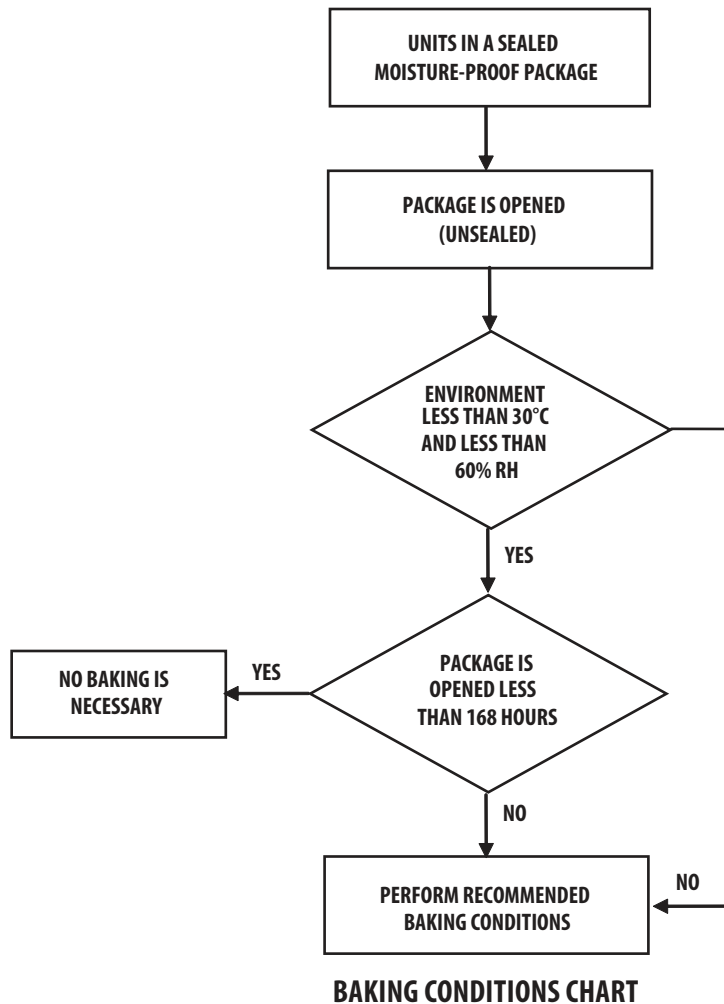 UNITS IN A SEALED
MOISTURE-PROOF PACKAGE
PACKAGE IS OPENED
(UNSEALED)
ENVIRONMENT
LESS THAN 30°C
AND LESS THAN
60% RH
YES
PACKAGE IS
OPENED LESS
THAN 168 HOURS
YES
NO BAKING IS
NECESSARY
NO
PERFORM RECOMMENDED
BAKING CONDITIONS
NO
BAKING CONDITIONS CHART